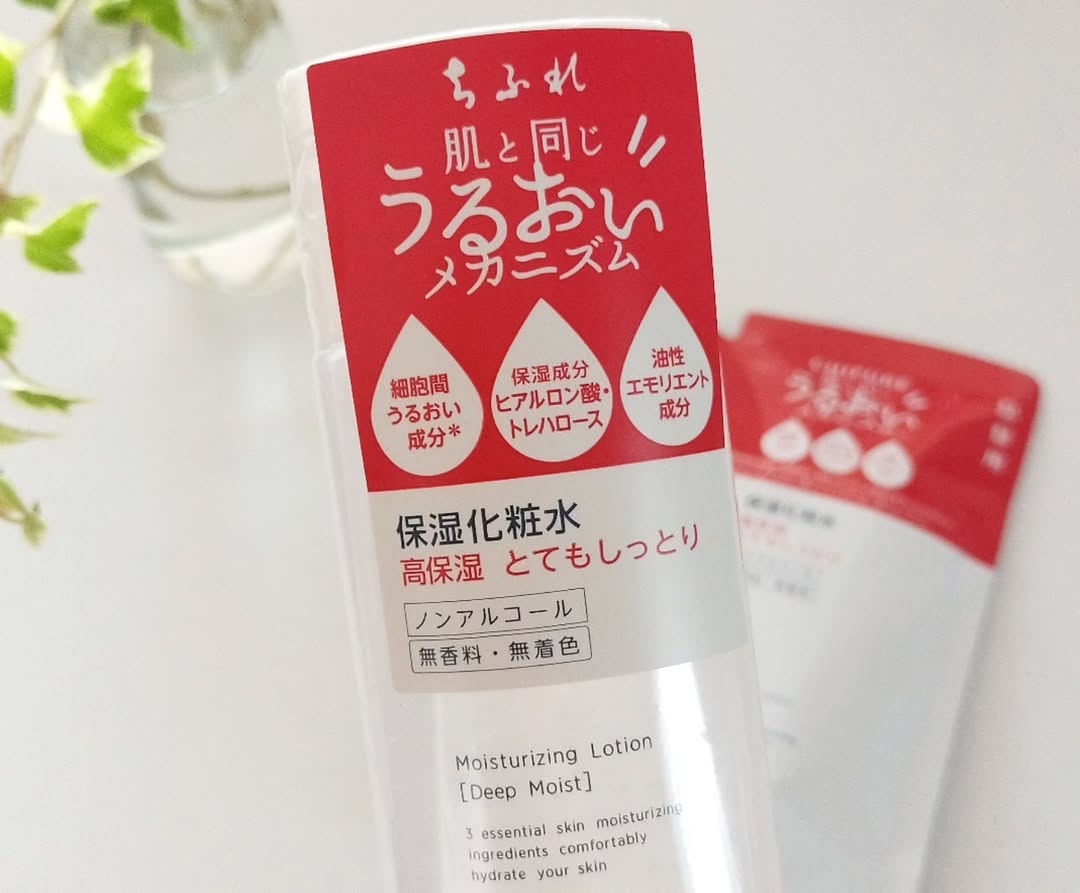 ちふれ
肌と同じ
うるおい
メカニズム
細胞間
うるおい
成分*
保湿成分
ヒアルロン酸・
トレハロース
油性
エモリエント
成分
保湿化粧水
高保湿 とてもしっとり
ノンアルコール
無香料・無着色
Moisturizing Lotion
[Deep Moist]
3 essential skin moisturizing
ingredients comfortably
hydrate your skin
うるおい